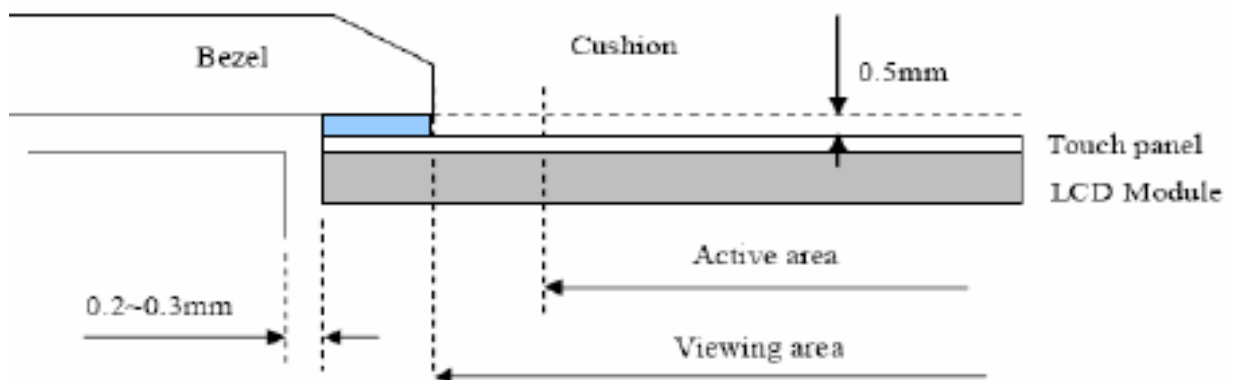 Cushion
Bezel
0.5mm
Touch panel
LCD Module
Active area
0.2~0.3mm
Viewing area